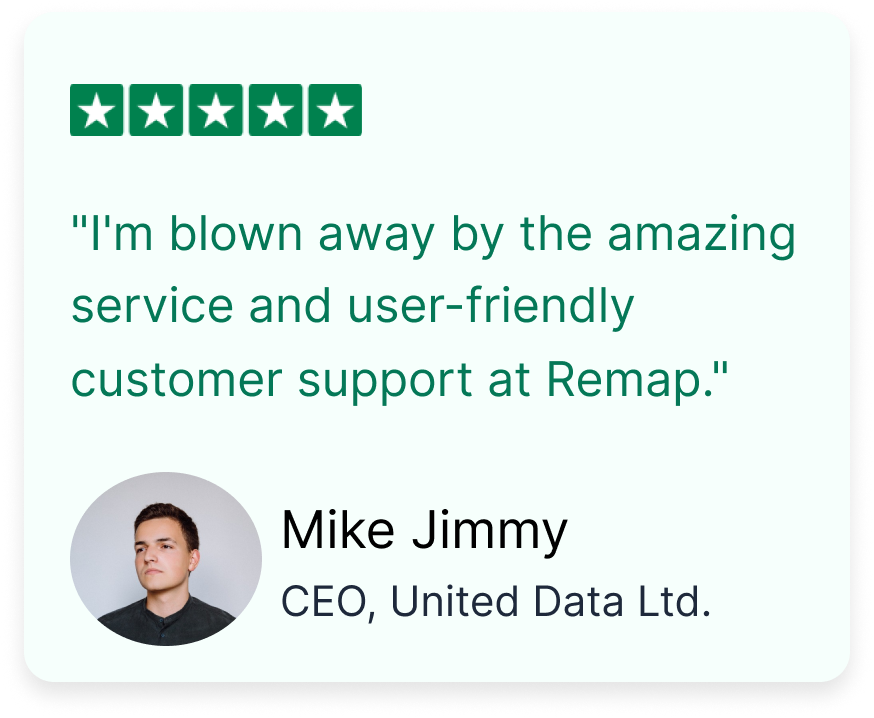 "I'm blown away by the amazing
service and user-friendly
customer support at Remap."
Mike Jimmy
CEO, United Data Ltd.